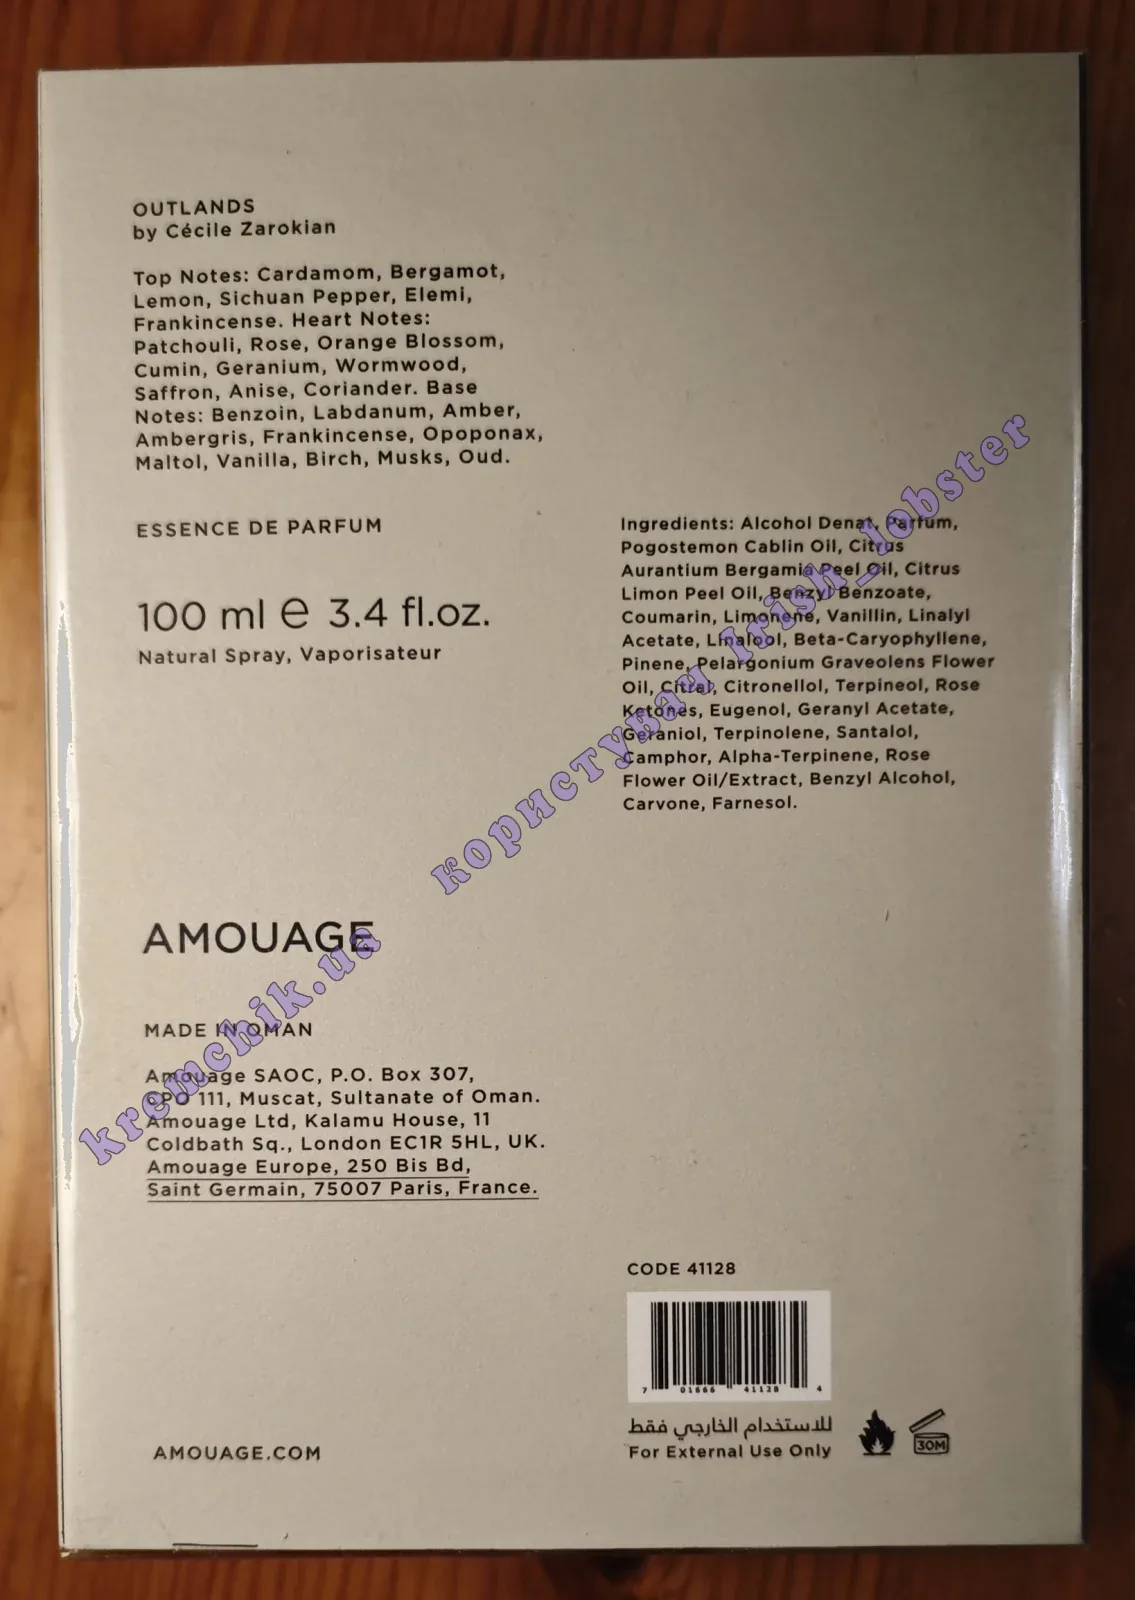 OUTLANDS
by Cécile Zarokian
Top Notes: Cardamom, Bergamot,
Lemon, Sichuan Pepper, Elemi,
Frankincense. Heart Notes:
Patchouli, Rose, Orange Blossom,
Cumin, Geranium, Wormwood,
Saffron, Anise, Coriander. Base
Notes: Benzoin, Labdanum, Amber,
Ambergris, Frankincense, Opoponax,
Maltol, Vanilla, Birch, Musks, Oud.
ESSENCE DE PARFUM
100 ml ℮ 3.4 fl.oz.
Natural Spray, Vaporisateur
Ingredients: Alcohol Denat, Parfum,
Pogostemon Cablin Oil, Citrus
Aurantium Bergamia Peel Oil, Citrus
Limon Peel Oil, Benzyl Benzoate,
Coumarin, Limonene, Vanillin, Linalyl
Acetate, Linalool, Beta-Caryophyllene,
Pinene, Pelargonium Graveolens Flower
Oil, Citral, Citronellol, Terpineol, Rose
Ketones, Eugenol, Geranyl Acetate,
Geraniol, Terpinolene, Santalol,
Camphor, Alpha-Terpinene, Rose
Flower Oil/Extract, Benzyl Alcohol,
Carvone, Farnesol.
kremchik.ua користувач Irish_lobster
AMOUAGE
MADE IN OMAN
Amouage SAOC, P.O. Box 307,
CPO 111, Muscat, Sultanate of Oman.
Amouage Ltd, Kalamu House, 11
Coldbath Sq., London EC1R 5HL, UK.
Amouage Europe, 250 Bis Bd,
Saint Germain, 75007 Paris, France.
CODE 41128
7 01666 41128 4
للاستخدام الخارجي فقط
For External Use Only
30M
AMOUAGE.COM